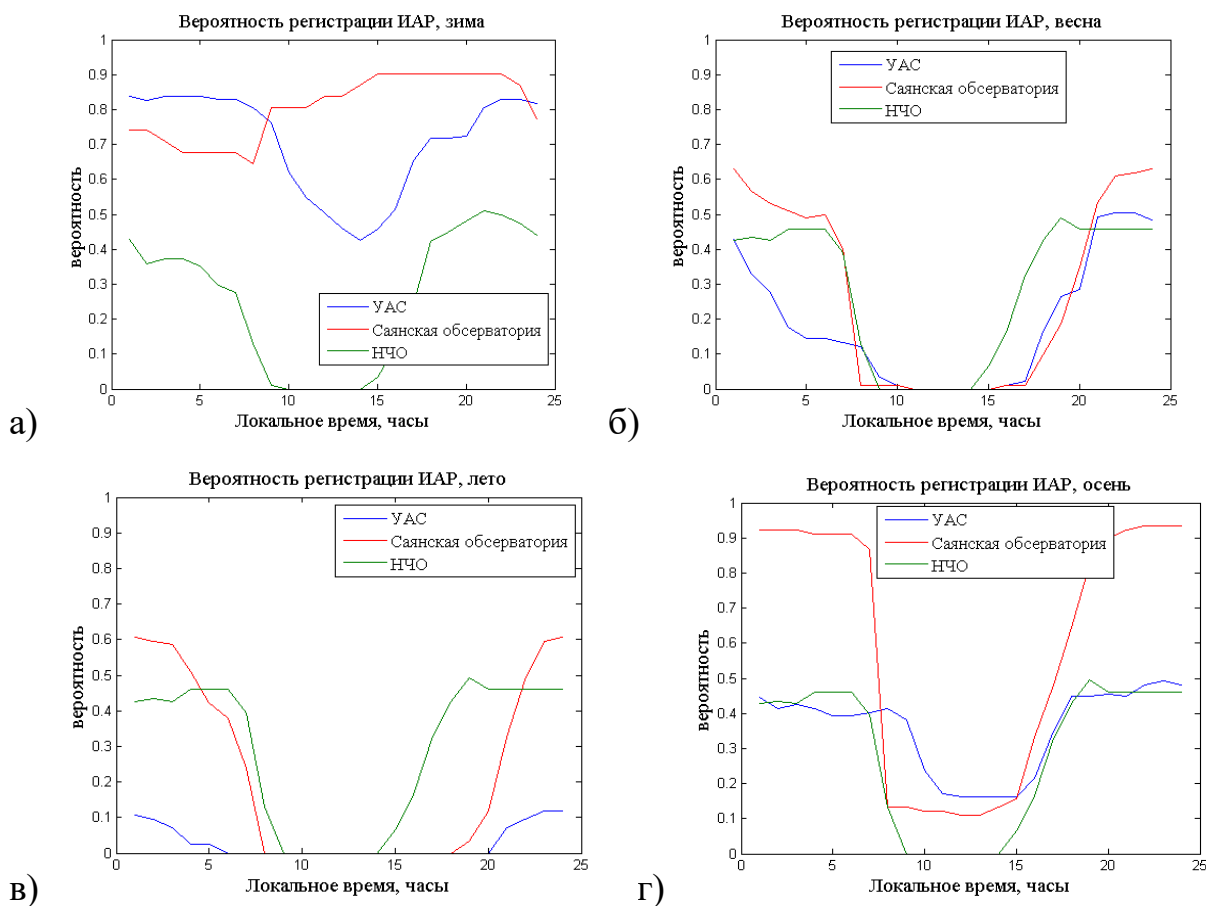 Вероятность регистрации ИАР, зима
вероятность
1
0.9
0.8
0.7
0.6
0.5
0.4
0.3
0.2
0.1
0
УАС
Саянская обсерватория
НЧО
0 5 10 15 20 25
Локальное время, часы
а)
Вероятность регистрации ИАР, весна
вероятность
1
0.9
0.8
0.7
0.6
0.5
0.4
0.3
0.2
0.1
0
УАС
Саянская обсерватория
НЧО
0 5 10 15 20 25
Локальное время, часы
б)
Вероятность регистрации ИАР, лето
вероятность
1
0.9
0.8
0.7
0.6
0.5
0.4
0.3
0.2
0.1
0
УАС
Саянская обсерватория
НЧО
0 5 10 15 20 25
Локальное время, часы
в)
Вероятность регистрации ИАР, осень
вероятность
1
0.9
0.8
0.7
0.6
0.5
0.4
0.3
0.2
0.1
0
УАС
Саянская обсерватория
НЧО
0 5 10 15 20 25
Локальное время, часы
г)